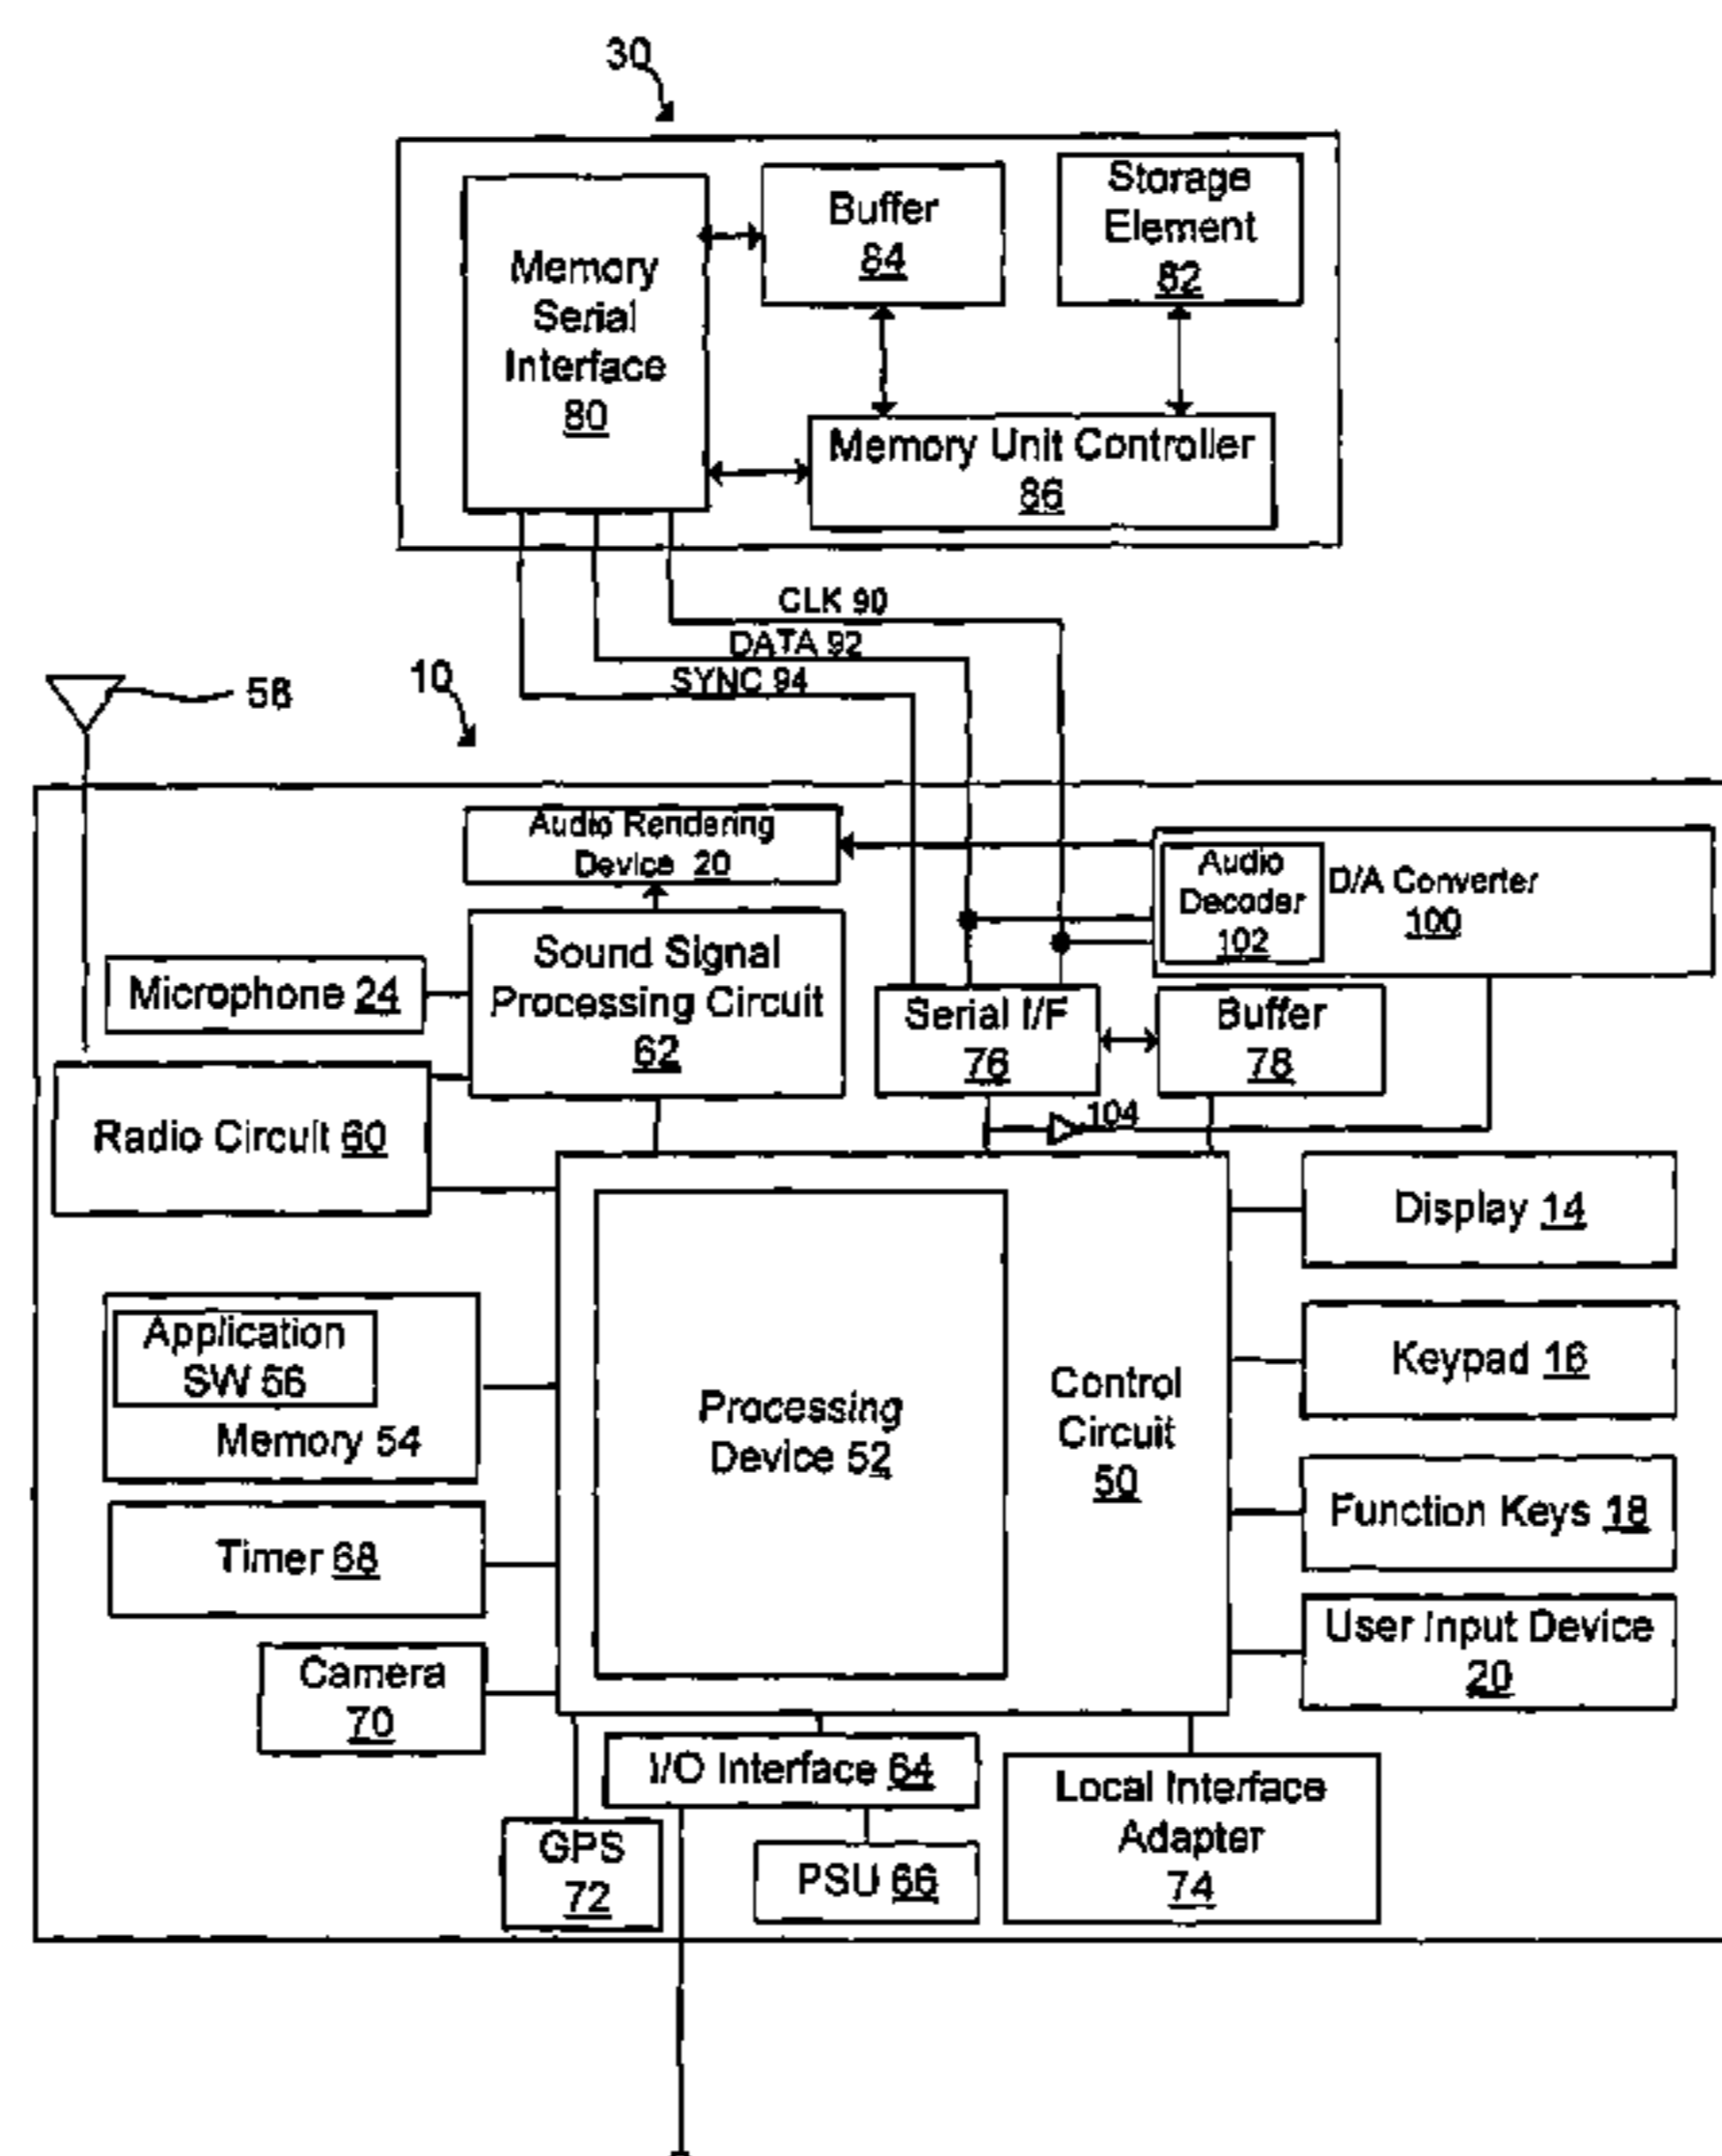 30
Memory
Serial
Interface
80
Buffer
84
Storage
Element
82
Memory Unit Controller
86
CLK 90
DATA 92
SYNC 94
58
10
Audio Rendering
Device 20
Audio
Decoder
102
D/A Converter
100
Microphone 24
Sound Signal
Processing Circuit
62
Serial I/F
76
Buffer
78
104
Radio Circuit 60
Application
SW 56
Memory 54
Timer 68
Camera
70
Processing
Device 52
Control
Circuit
50
Display 14
Keypad 16
Function Keys 18
User Input Device
20
I/O Interface 64
GPS
72
PSU 66
Local Interface
Adapter
74